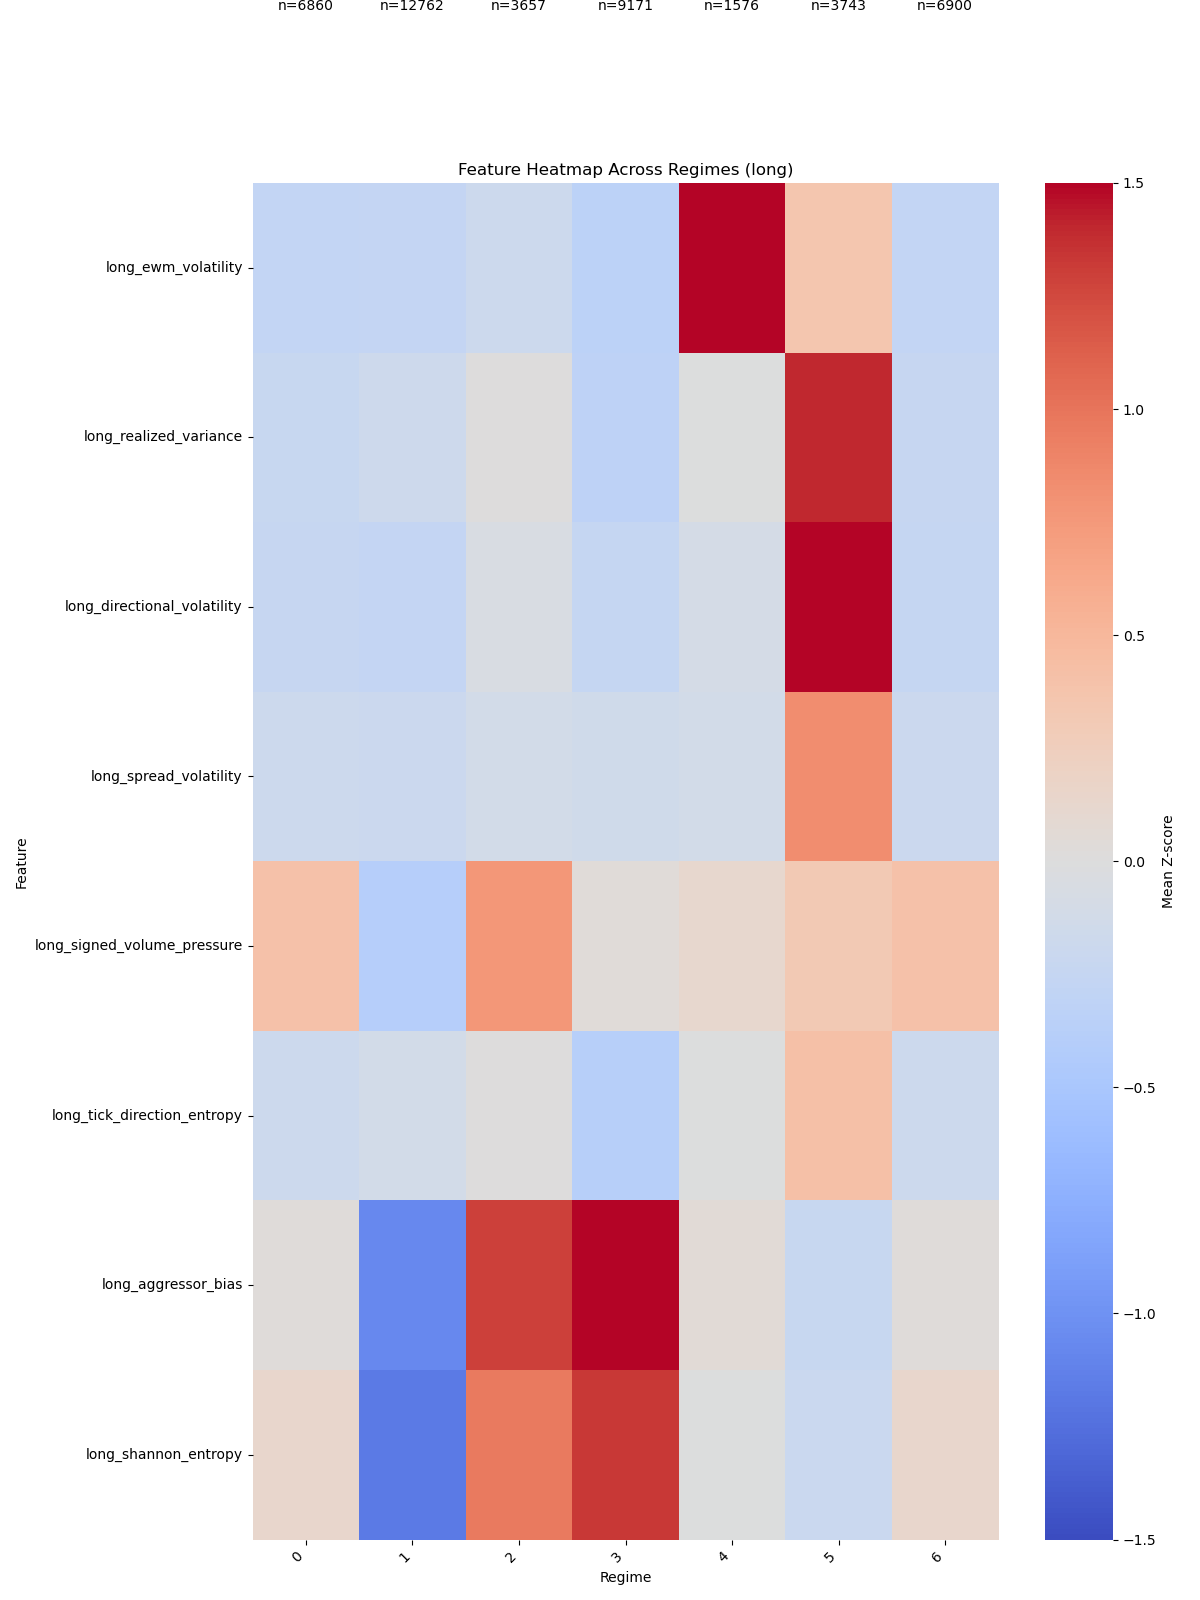 n=6860 n=12762 n=3657 n=9171 n=1576 n=3743 n=6900
Feature Heatmap Across Regimes (long)
long_ewm_volatility
long_realized_variance
long_directional_volatility
long_spread_volatility
long_signed_volume_pressure
long_tick_direction_entropy
long_aggressor_bias
long_shannon_entropy
Feature
0 1 2 3 4 5 6
Regime
1.5
1.0
0.5
0.0
−0.5
−1.0
−1.5
Mean Z-score